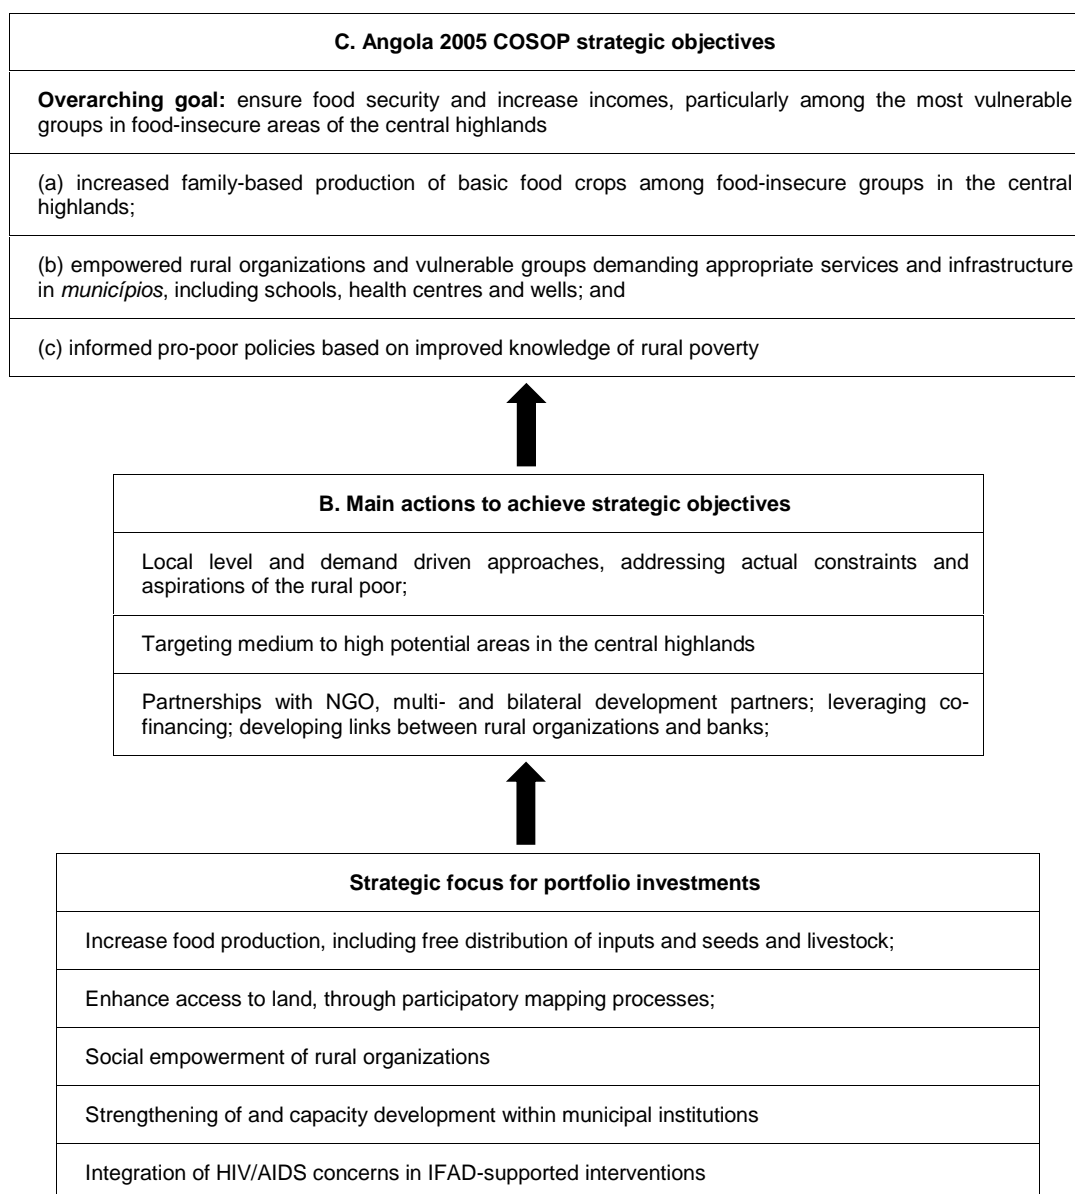 C. Angola 2005 COSOP strategic objectives
Overarching goal: ensure food security and increase incomes, particularly among the most vulnerable
groups in food-insecure areas of the central highlands
(a) increased family-based production of basic food crops among food-insecure groups in the central
highlands;
(b) empowered rural organizations and vulnerable groups demanding appropriate services and infrastructure
in municípios, including schools, health centres and wells; and
(c) informed pro-poor policies based on improved knowledge of rural poverty
B. Main actions to achieve strategic objectives
Local level and demand driven approaches, addressing actual constraints and
aspirations of the rural poor;
Targeting medium to high potential areas in the central highlands
Partnerships with NGO, multi- and bilateral development partners; leveraging co-
financing; developing links between rural organizations and banks;
Strategic focus for portfolio investments
Increase food production, including free distribution of inputs and seeds and livestock;
Enhance access to land, through participatory mapping processes;
Social empowerment of rural organizations
Strengthening of and capacity development within municipal institutions
Integration of HIV/AIDS concerns in IFAD-supported interventions